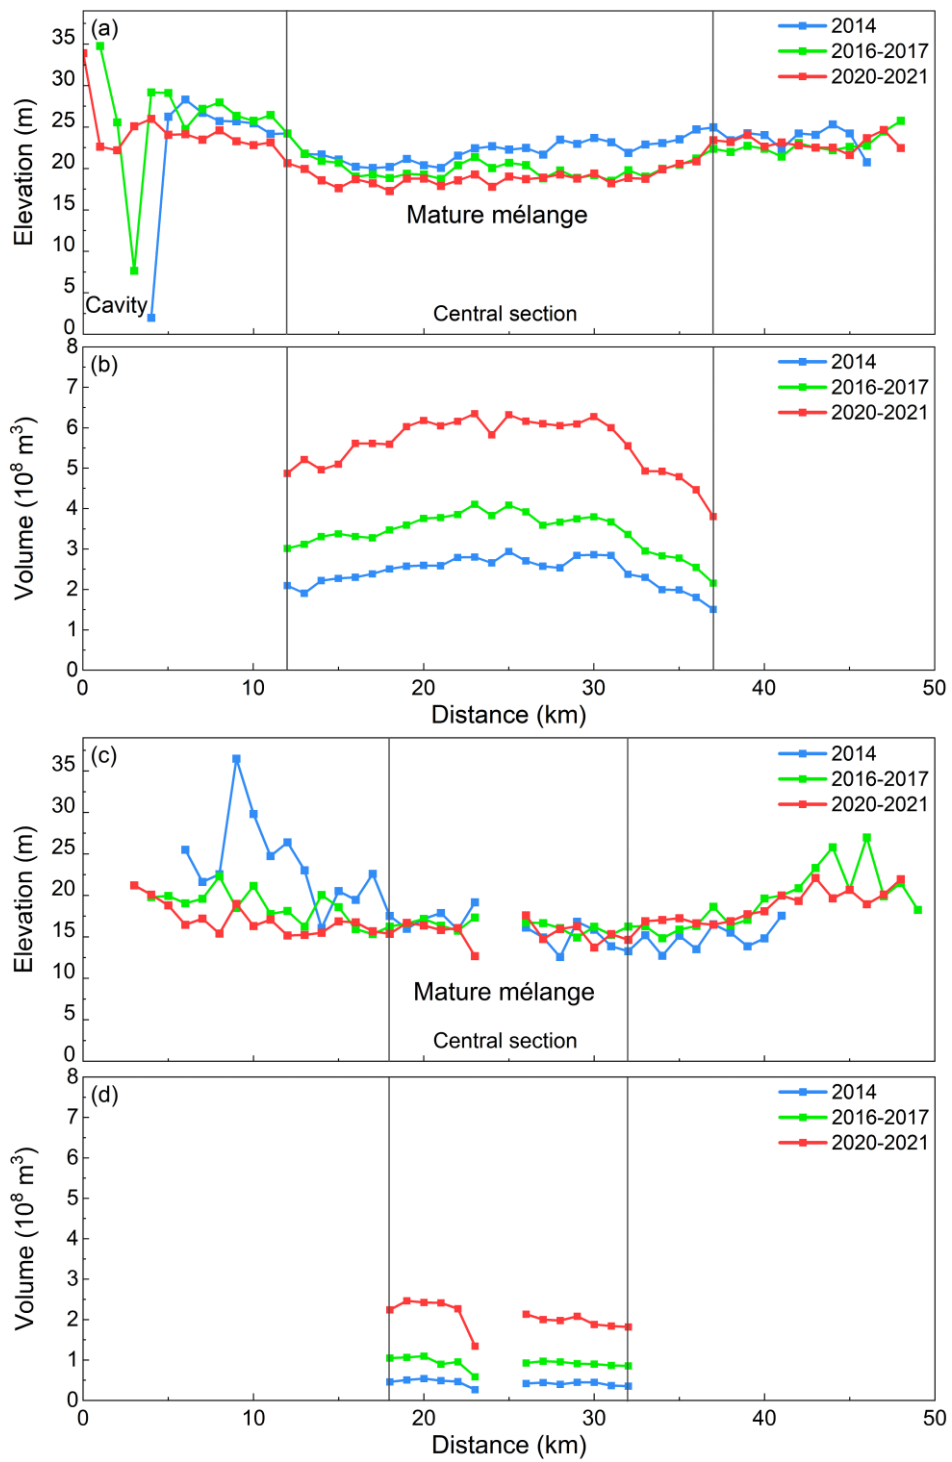 (a)
2014
2016-2017
2020-2021
35
30
25
20
15
10
5
0
Elevation (m)
Mature mélange
Cavity
Central section
(b)
2014
2016-2017
2020-2021
8
7
6
5
4
3
2
1
0
Volume (10⁸ m³)
0 10 20 30 40 50
Distance (km)
(c)
2014
2016-2017
2020-2021
35
30
25
20
15
10
5
0
Elevation (m)
Mature mélange
Central section
(d)
2014
2016-2017
2020-2021
8
7
6
5
4
3
2
1
0
Volume (10⁸ m³)
0 10 20 30 40 50
Distance (km)